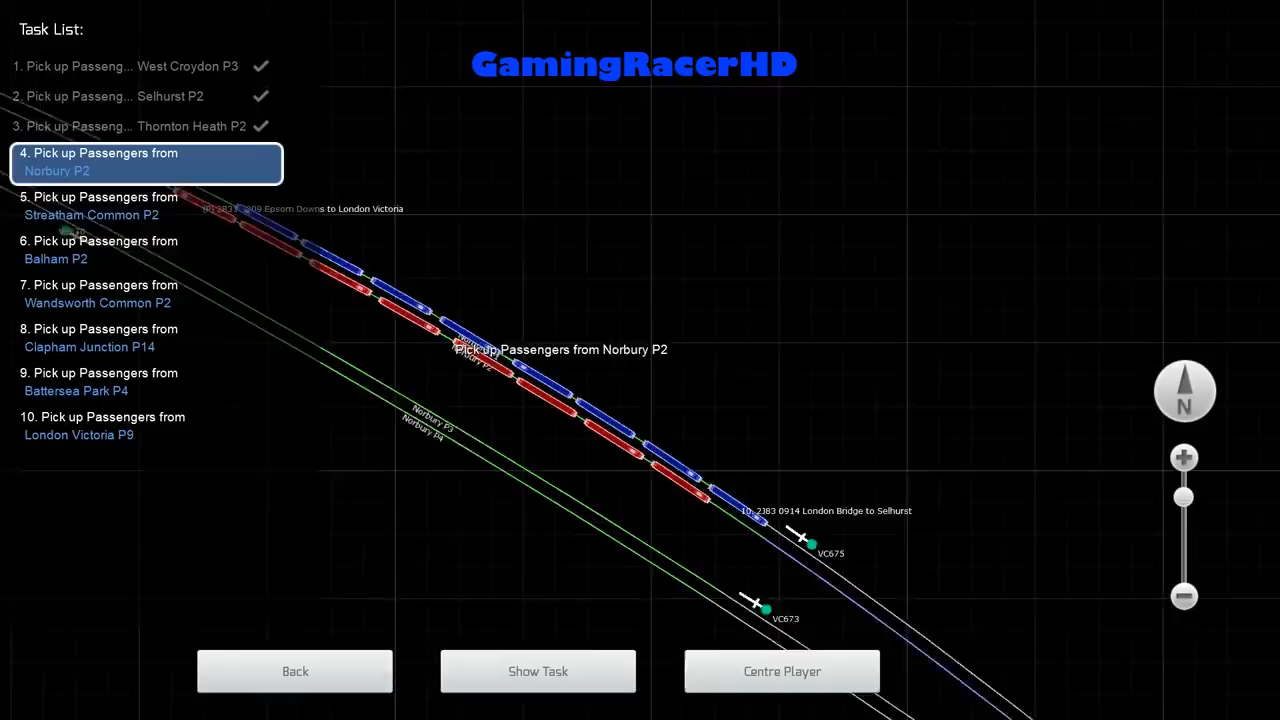 Task List:
GamingRacerHD
1. Pick up Passeng... West Croydon P3
2. Pick up Passeng... Selhurst P2
3. Pick up Passeng... Thornton Heath P2
4. Pick up Passengers from
Norbury P2
5. Pick up Passengers from
Streatham Common P2
6. Pick up Passengers from
Balham P2
7. Pick up Passengers from
Wandsworth Common P2
8. Pick up Passengers from
Clapham Junction P14
9. Pick up Passengers from
Battersea Park P4
10. Pick up Passengers from
London Victoria P9
Epsom Downs to London Victoria
Pick up Passengers from Norbury P2
Norbury P2
Norbury P3
Norbury P4
10. 2J83 0914 London Bridge to Selhurst
VC675
VC673
N
Back
Show Task
Centre Player